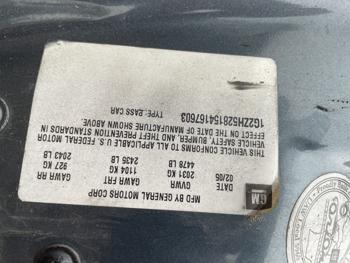 MFD BY GENERAL MOTORS CORP
GM
DATE GVWR GAWR FRT GAWR RR
02/05 2031 KG 1104 KG 927 KG
4478 LB 2435 LB 2043 LB
THIS VEHICLE CONFORMS TO ALL APPLICABLE U.S. FEDERAL MOTOR
VEHICLE SAFETY, BUMPER, AND THEFT PREVENTION STANDARDS IN
EFFECT ON THE DATE OF MANUFACTURE SHOWN ABOVE.
1GZZH528154167603 TYPE: PASS CAR